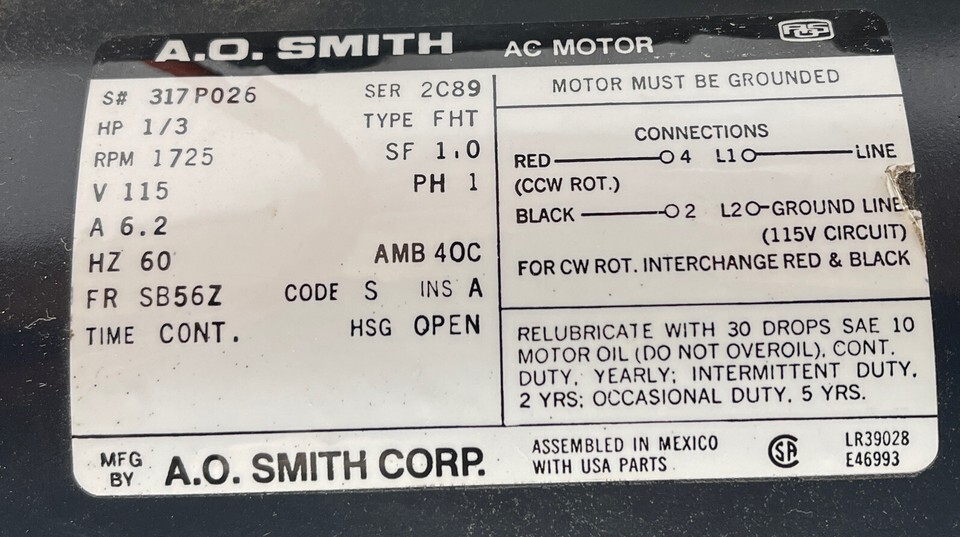 A.O. SMITH AC MOTOR
S# 317P026 SER 2C89
HP 1/3 TYPE FHT
RPM 1725 SF 1.0
V 115 PH 1
A 6.2
HZ 60 AMB 40C
FR SB56Z CODE S INS A
TIME CONT. HSG OPEN
MOTOR MUST BE GROUNDED
CONNECTIONS
RED 4 L1 LINE
(CCW ROT.)
BLACK 2 L2 GROUND LINE
(115V CIRCUIT)
FOR CW ROT. INTERCHANGE RED & BLACK
RELUBRICATE WITH 30 DROPS SAE 10
MOTOR OIL (DO NOT OVEROIL), CONT.
DUTY, YEARLY; INTERMITTENT DUTY,
2 YRS; OCCASIONAL DUTY, 5 YRS.
MFG
BY A.O. SMITH CORP.
ASSEMBLED IN MEXICO
WITH USA PARTS
LR39028
E46993